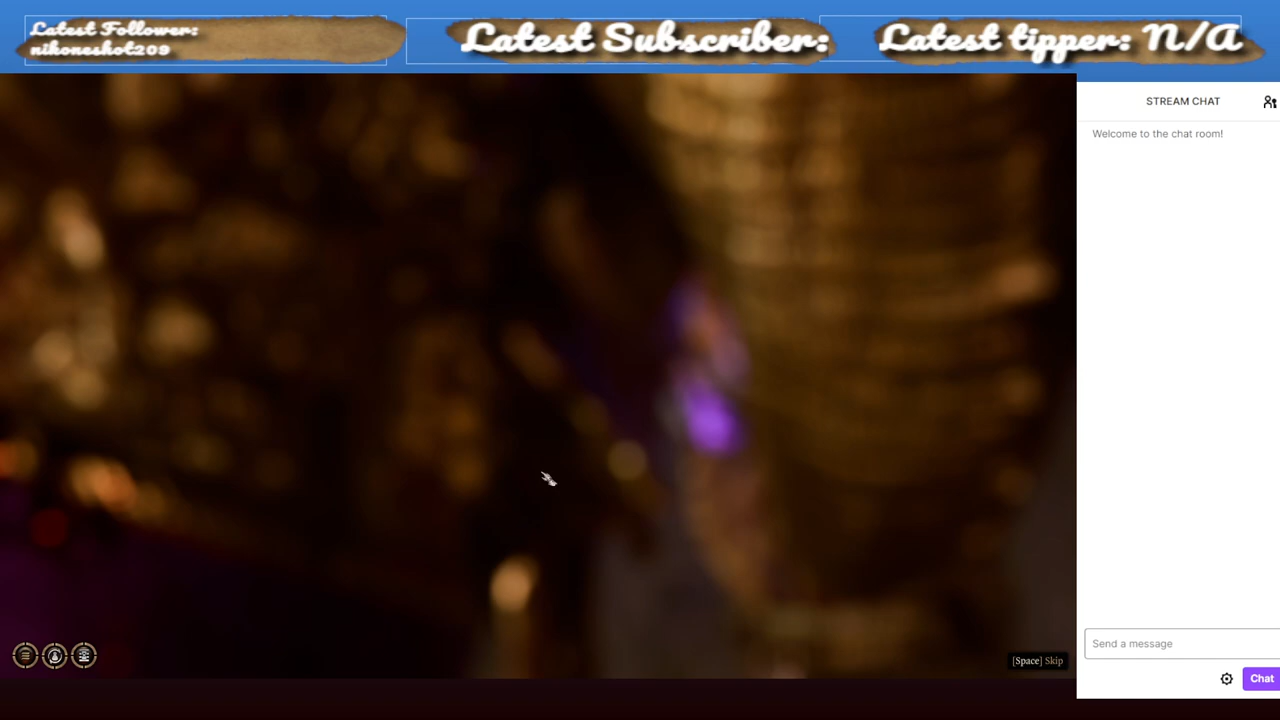 Latest Follower:
nikoneshot209
Latest Subscriber:
Latest tipper: N/A
STREAM CHAT
Welcome to the chat room!
[Space] Skip
Send a message
Chat